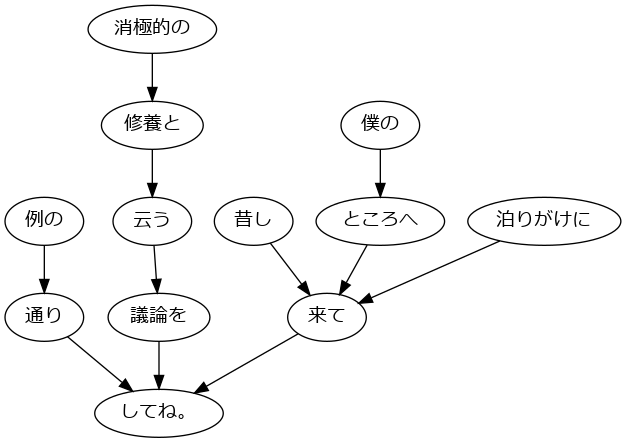 消極的の
修養と
僕の
例の
云う
昔し
ところへ
泊りがけに
通り
議論を
来て
してね。